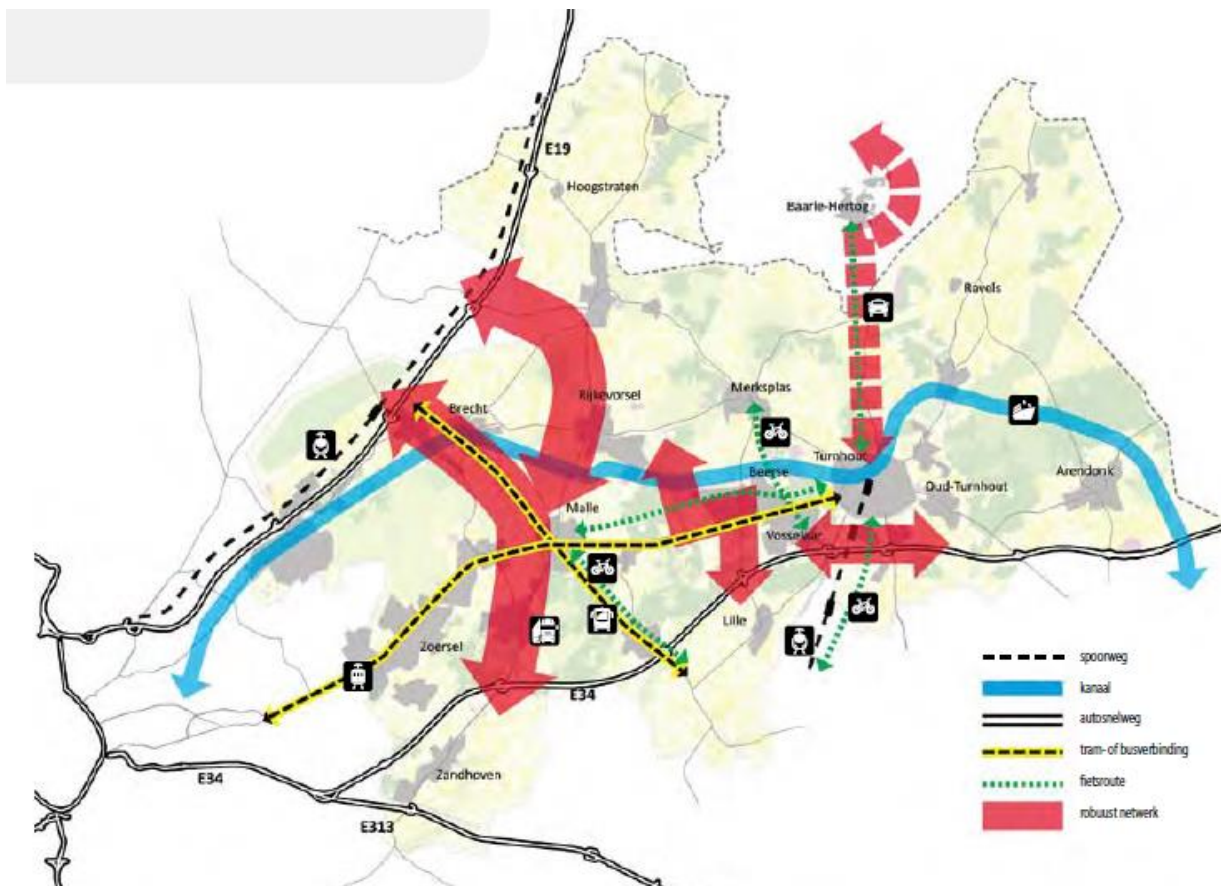 E19
Hoogstraten
Baarle-Hertog
Ravels
Merksplas
Rijkevorsel
Brecht
Turnhout
Beerse
Arendonk
Oud-Turnhout
Malle
Vosselaar
Lille
Zoersel
E34
Zandhoven
E34
E313
spoorweg
kanaal
autosnelweg
tram- of busverbinding
fietsroute
robuust netwerk